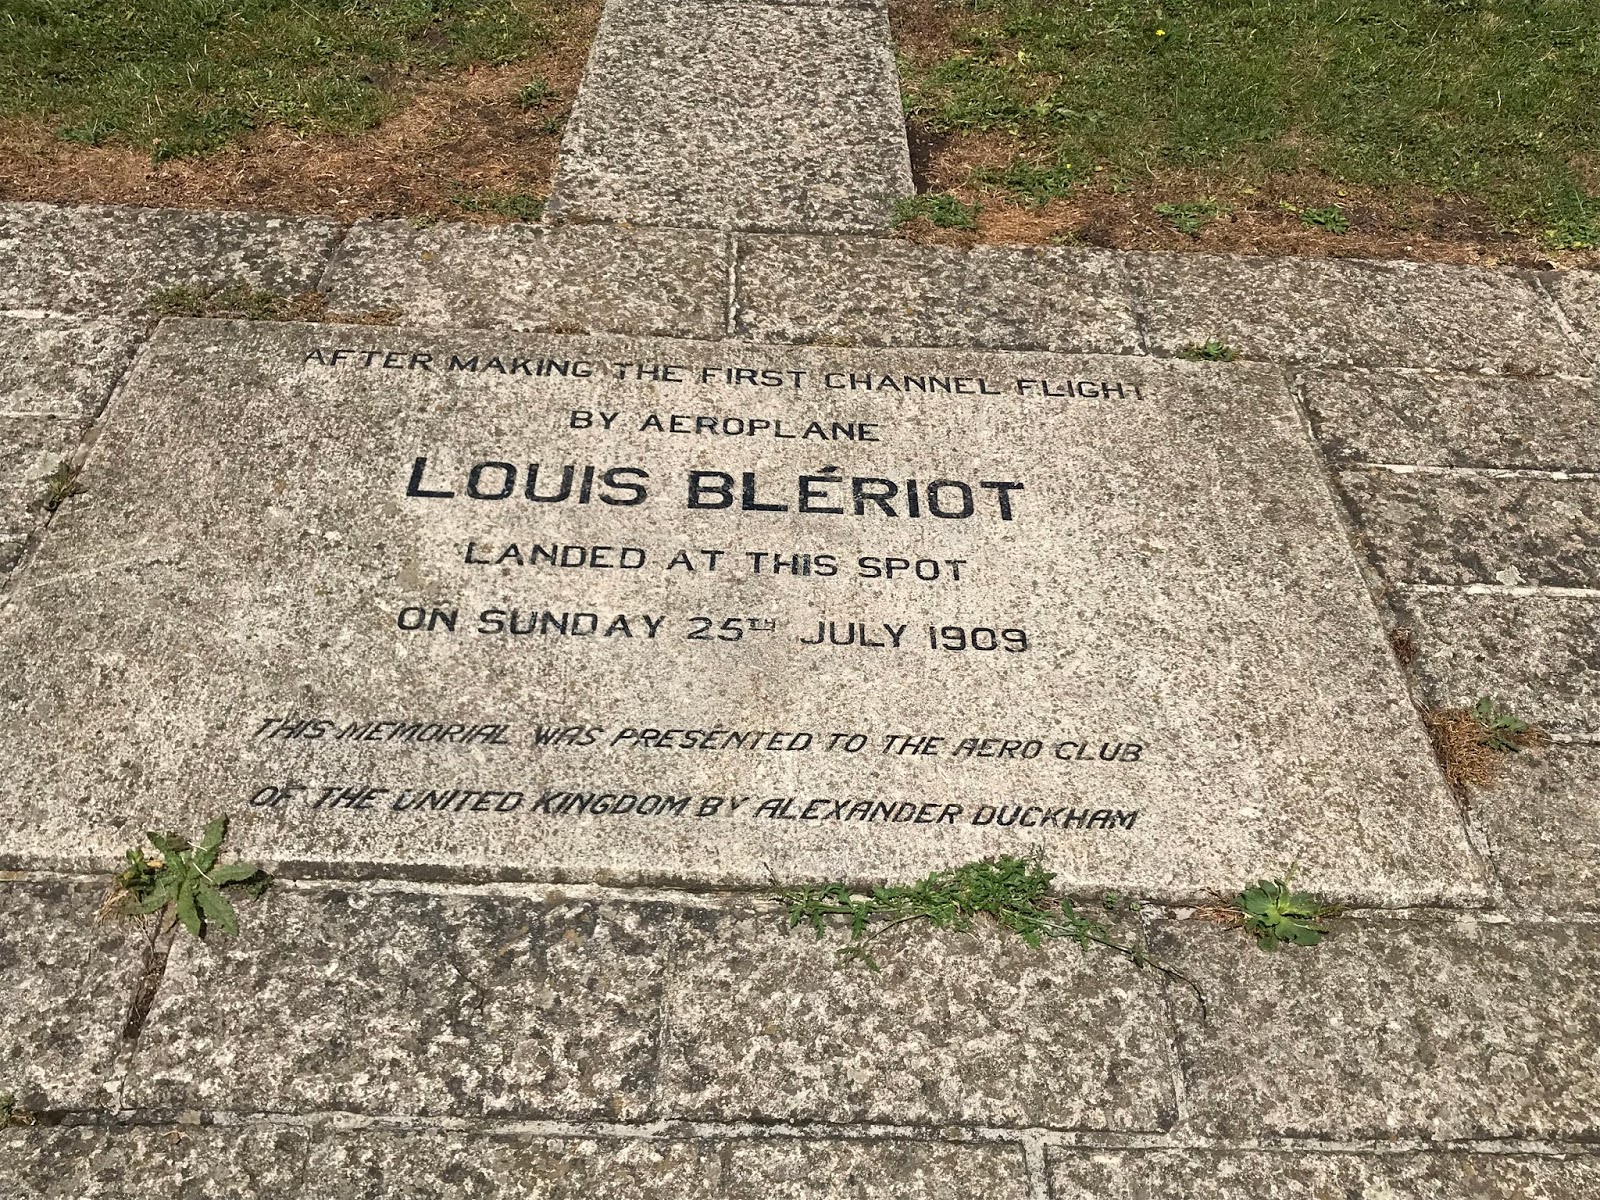 AFTER MAKING THE FIRST CHANNEL FLIGHT
BY AEROPLANE
LOUIS BLÉRIOT
LANDED AT THIS SPOT
ON SUNDAY 25TH JULY 1909
THIS MEMORIAL WAS PRESENTED TO THE AERO CLUB
OF THE UNITED KINGDOM BY ALEXANDER DUCKHAM